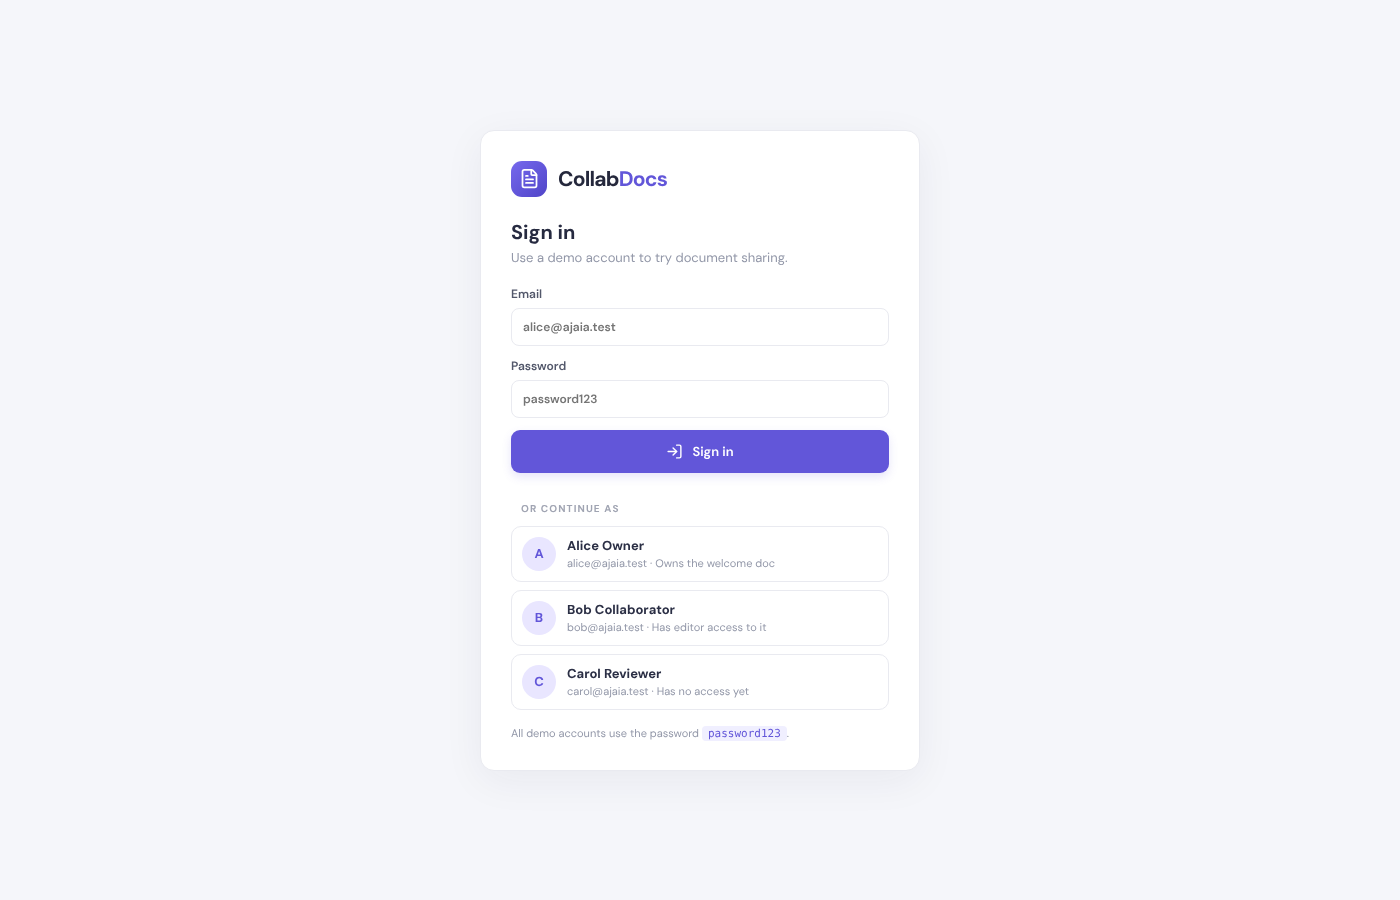 CollabDocs
Sign in
Use a demo account to try document sharing.
Email
alice@ajaia.test
Password
password123
Sign in
OR CONTINUE AS
A
Alice Owner
alice@ajaia.test · Owns the welcome doc
B
Bob Collaborator
bob@ajaia.test · Has editor access to it
C
Carol Reviewer
carol@ajaia.test · Has no access yet
All demo accounts use the password password123.